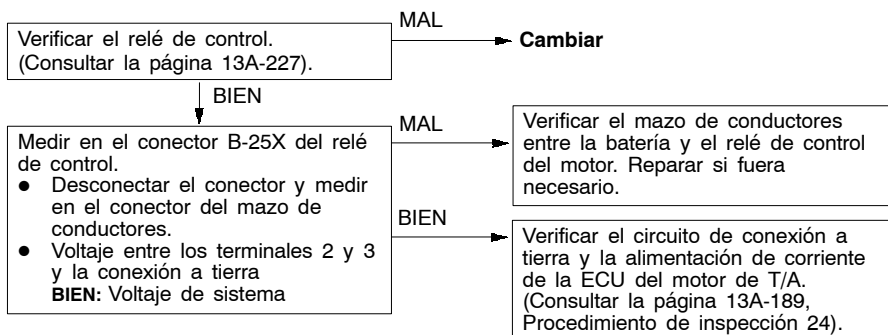 Verificar el relé de control.
(Consultar la página 13A-227).
MAL
Cambiar
BIEN
Medir en el conector B-25X del relé
de control.
● Desconectar el conector y medir
en el conector del mazo de
conductores.
● Voltaje entre los terminales 2 y 3
y la conexión a tierra
BIEN: Voltaje de sistema
MAL
Verificar el mazo de conductores
entre la batería y el relé de control
del motor. Reparar si fuera
necesario.
BIEN
Verificar el circuito de conexión a
tierra y la alimentación de corriente
de la ECU del motor de T/A.
(Consultar la página 13A-189,
Procedimiento de inspección 24).